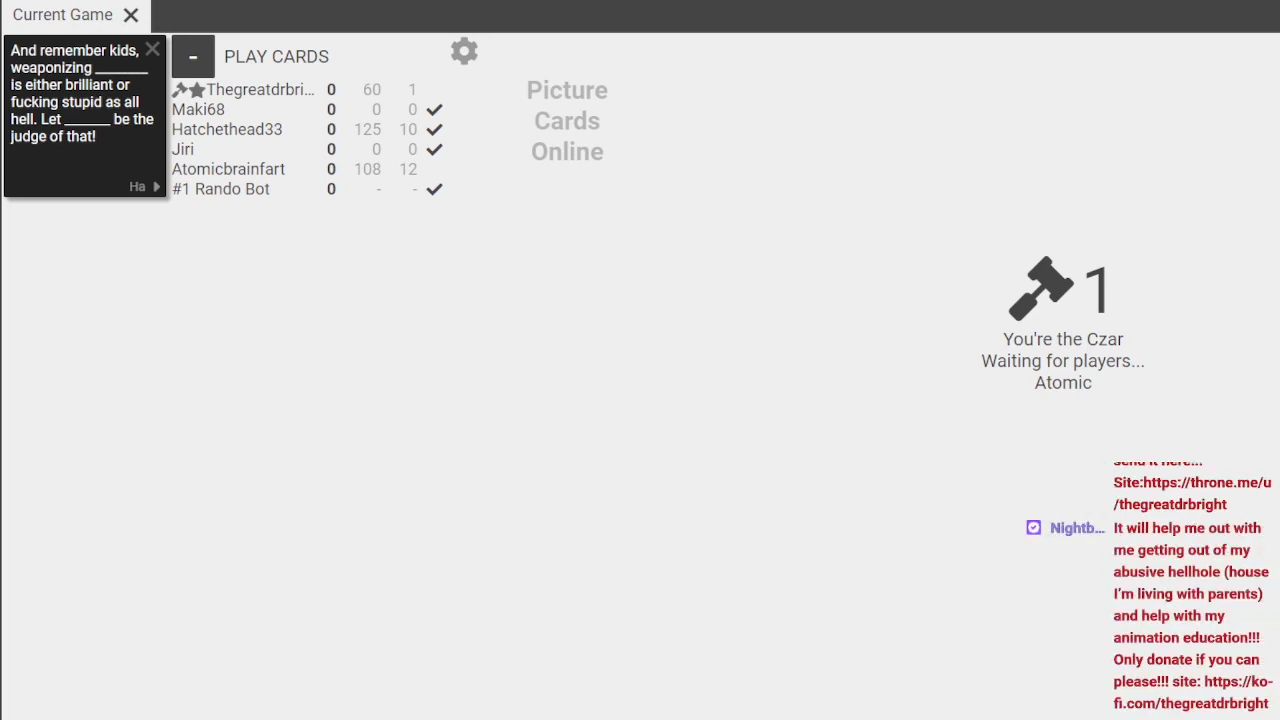 Current Game
And remember kids,
weaponizing _______
is either brilliant or
fucking stupid as all
hell. Let ______ be the
judge of that!
Ha
-
PLAY CARDS
Thegreatdrbri... 0 60 1
Maki68 0 0 0
Hatchethead33 0 125 10
Jiri 0 0 0
Atomicbrainfart 0 108 12
#1 Rando Bot 0 - -
Picture
Cards
Online
1
You're the Czar
Waiting for players...
Atomic
send it here...
Site:https://throne.me/u
/thegreatdrbright
Nightb... It will help me out with
me getting out of my
abusive hellhole (house
I'm living with parents)
and help with my
animation education!!!
Only donate if you can
please!!! site: https://ko-
fi.com/thegreatdrbright